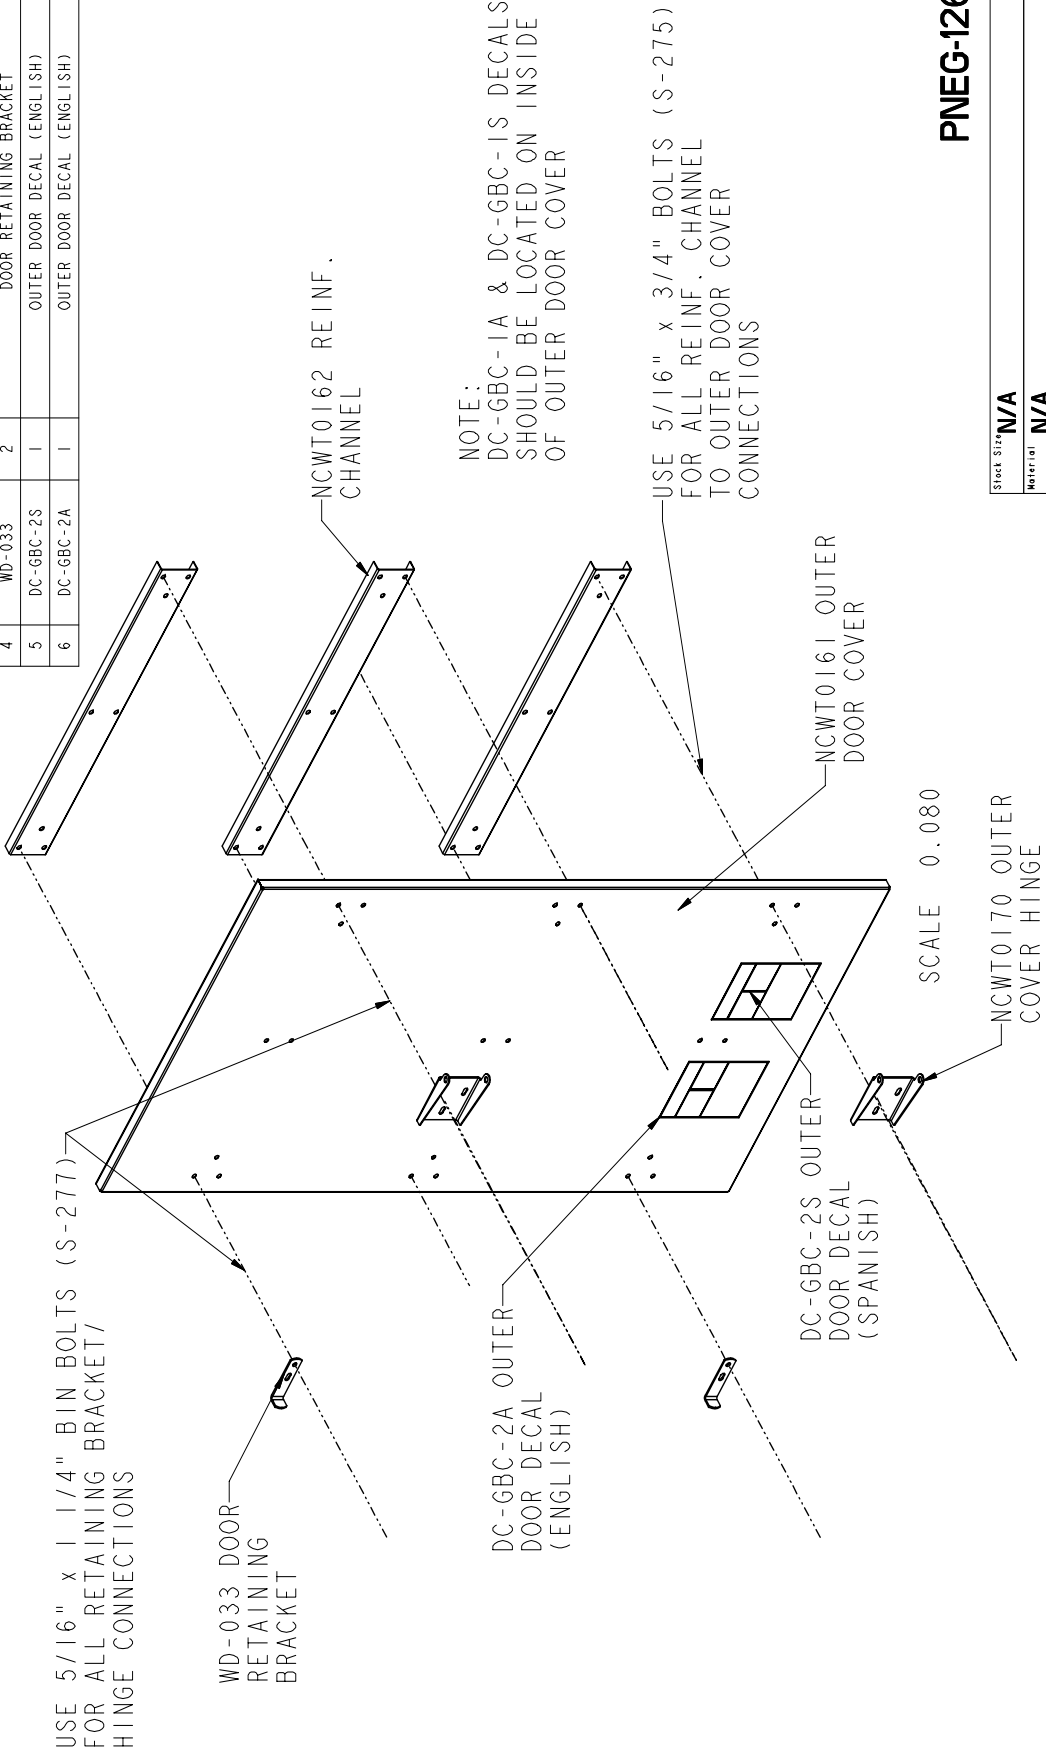 4 WD-033 2 DOOR RETAINING BRACKET
5 DC-GBC-2S 1 OUTER DOOR DECAL (ENGLISH)
6 DC-GBC-2A 1 OUTER DOOR DECAL (ENGLISH)
USE 5/16" x 1 1/4" BIN BOLTS (S-277)
FOR ALL RETAINING BRACKET/
HINGE CONNECTIONS
WD-033 DOOR
RETAINING
BRACKET
NCWT0162 REINF.
CHANNEL
NOTE:
DC-GBC-1A & DC-GBC-1S DECALS
SHOULD BE LOCATED ON INSIDE
OF OUTER DOOR COVER
DC-GBC-2A OUTER
DOOR DECAL
(ENGLISH)
USE 5/16" x 3/4" BOLTS (S-275)
FOR ALL REINF. CHANNEL
TO OUTER DOOR COVER
CONNECTIONS
DC-GBC-2S OUTER
DOOR DECAL
(SPANISH)
NCWT0161 OUTER
DOOR COVER
SCALE 0.080
NCWT0170 OUTER
COVER HINGE
PNEG-126
Stock Size N/A
Material N/A